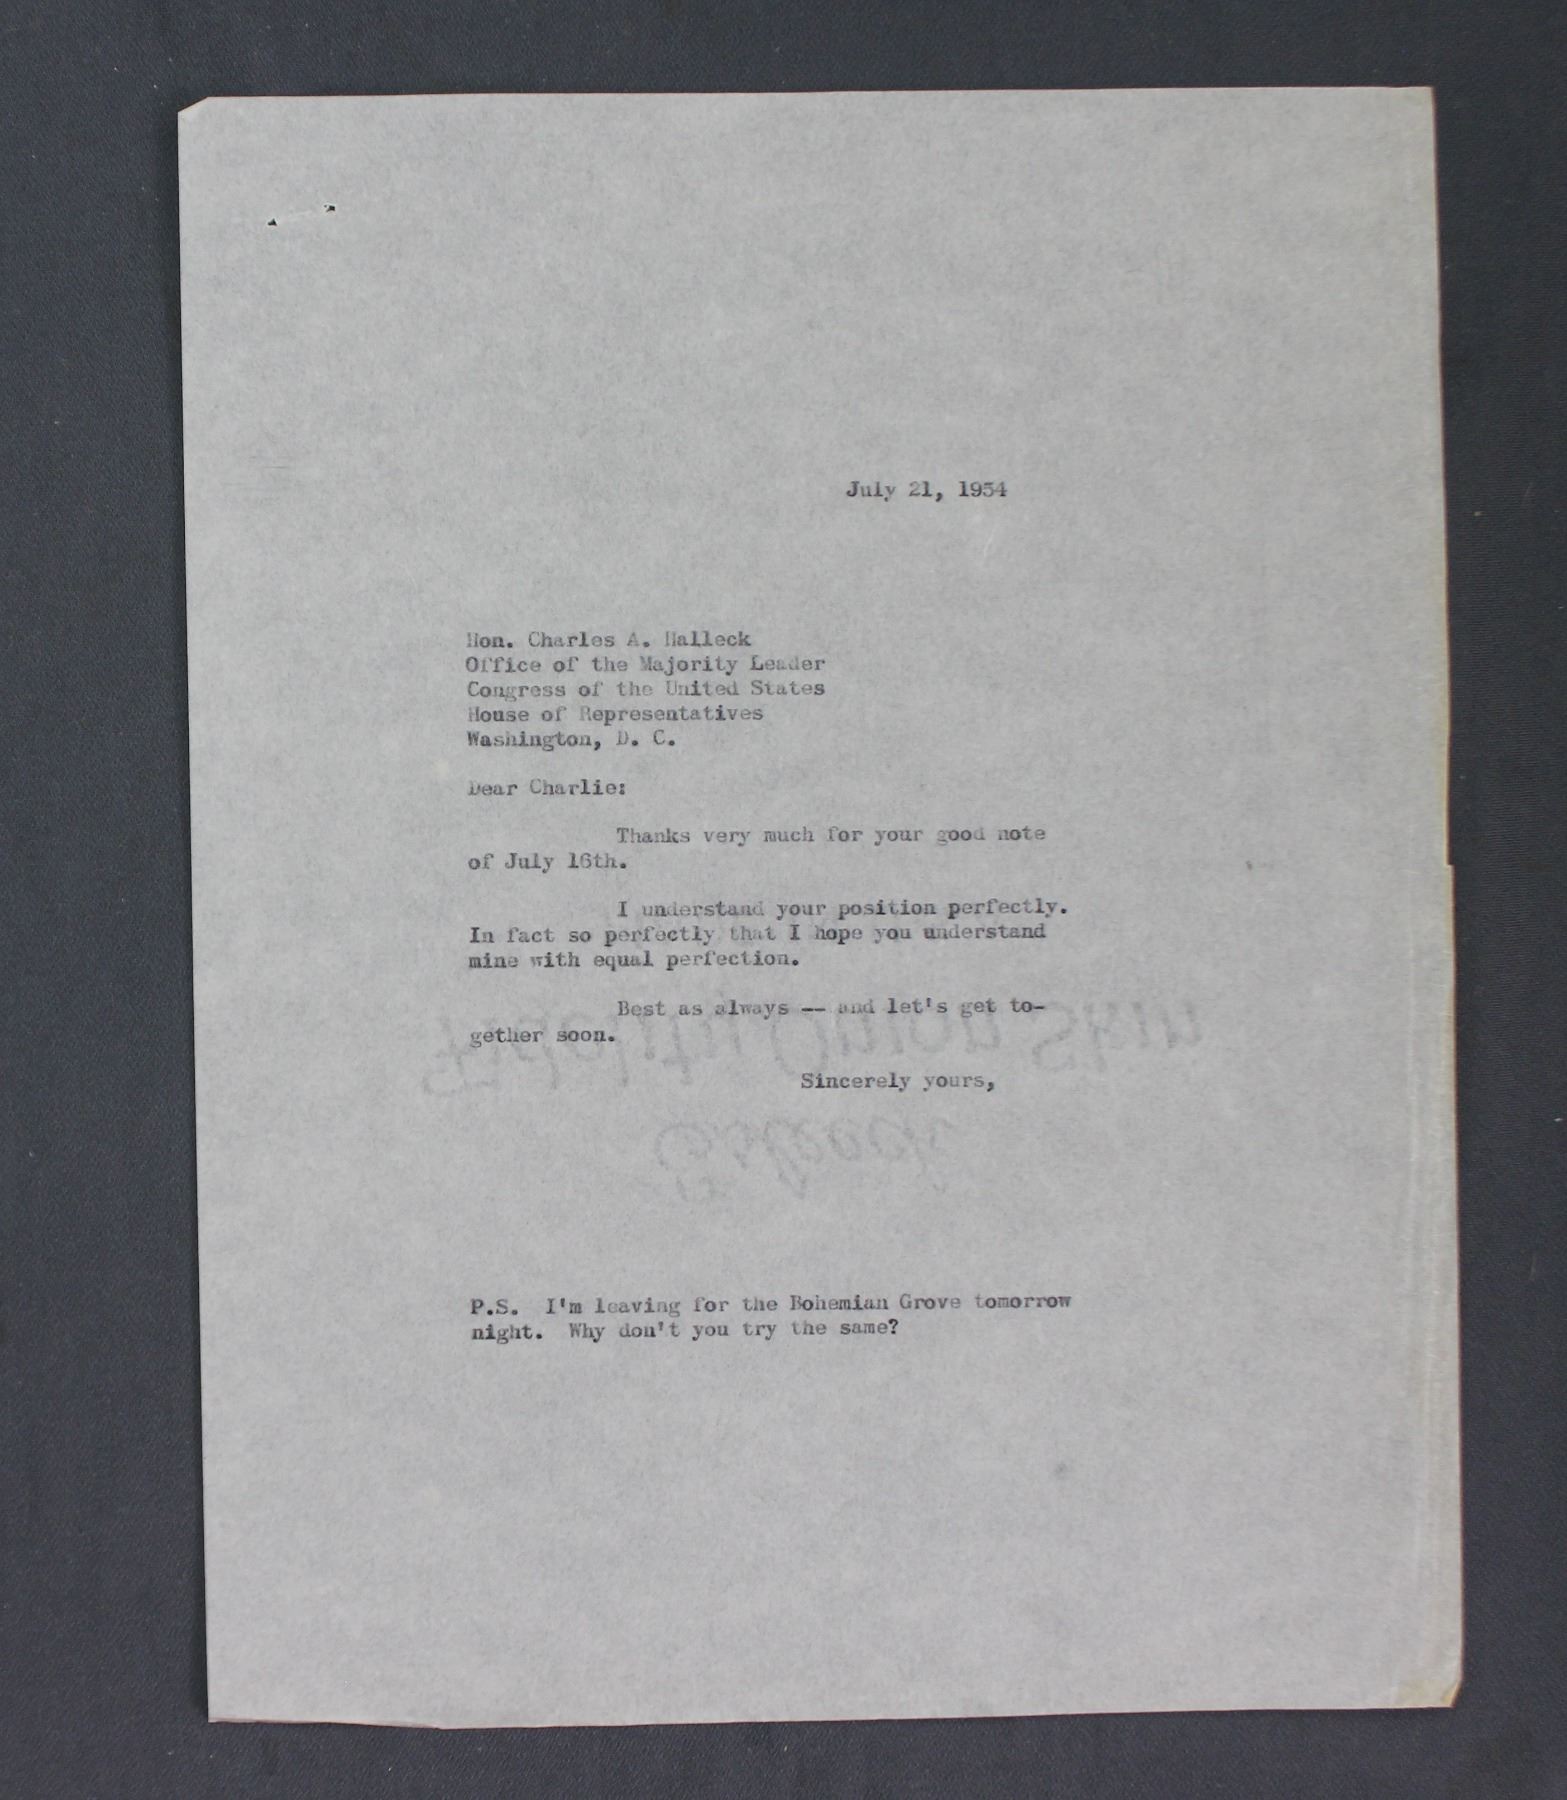 July 21, 1954
Hon. Charles A. Halleck
Office of the Majority Leader
Congress of the United States
House of Representatives
Washington, D. C.
Dear Charlie:
Thanks very much for your good note
of July 16th.
I understand your position perfectly.
In fact so perfectly that I hope you understand
mine with equal perfection.
Best as always -- and let's get to-
gether soon.
Sincerely yours,
P.S. I'm leaving for the Bohemian Grove tomorrow
night. Why don't you try the same?